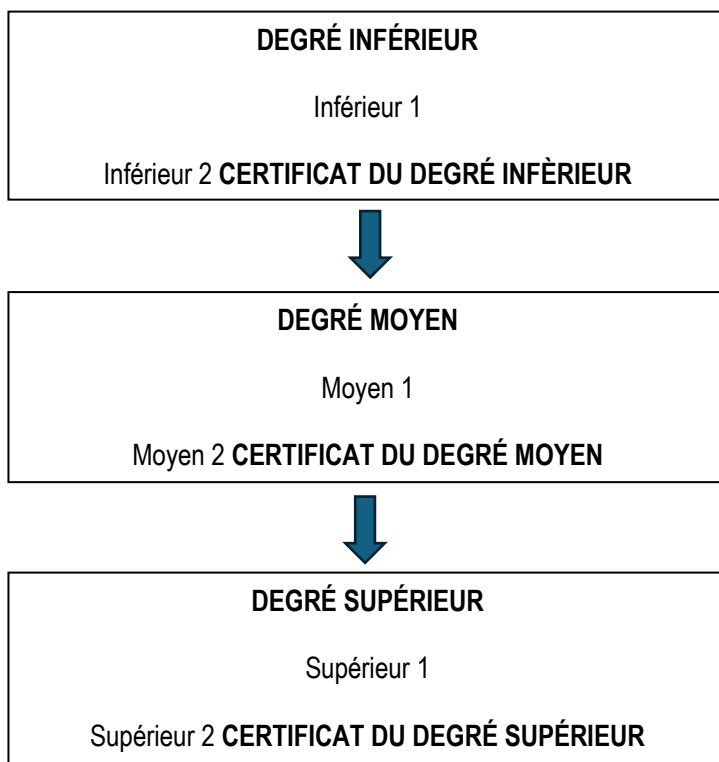 DEGRÉ INFÉRIEUR
Inférieur 1
Inférieur 2 CERTIFICAT DU DEGRÉ INFÈRIEUR
DEGRÉ MOYEN
Moyen 1
Moyen 2 CERTIFICAT DU DEGRÉ MOYEN
DEGRÉ SUPÉRIEUR
Supérieur 1
Supérieur 2 CERTIFICAT DU DEGRÉ SUPÉRIEUR